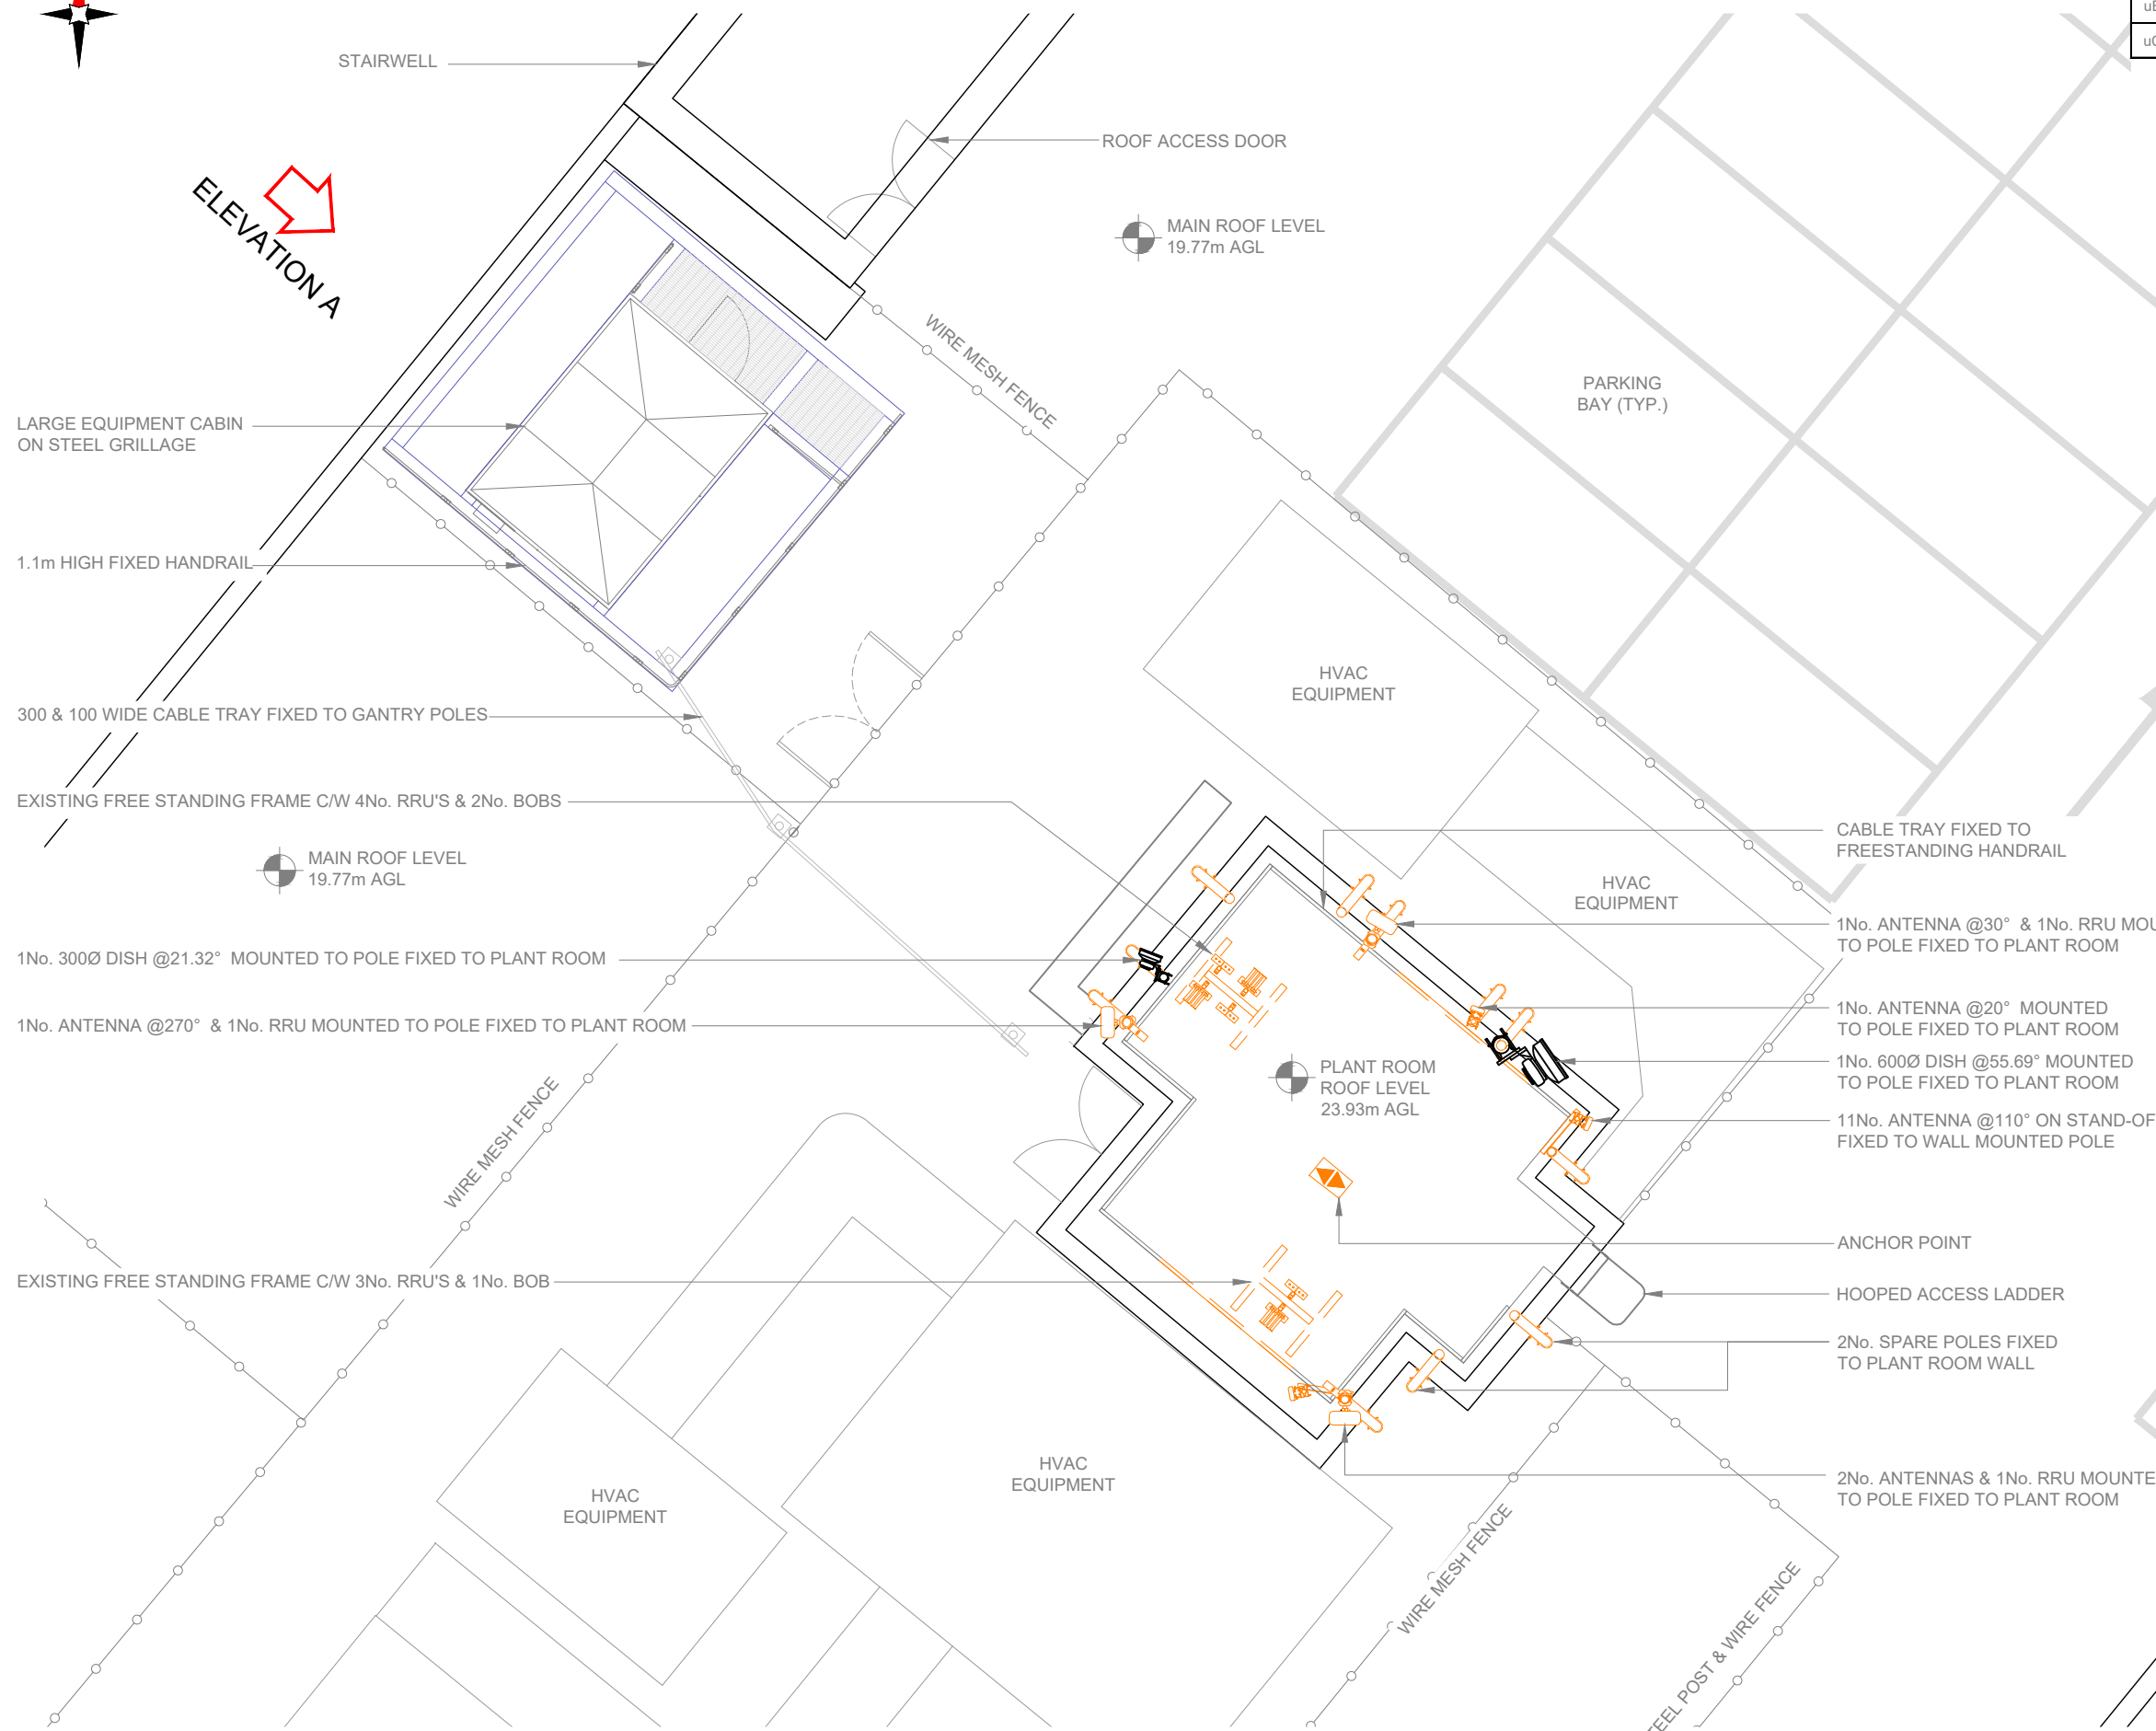 STAIRWELL
ROOF ACCESS DOOR
ELEVATION A
MAIN ROOF LEVEL
19.77m AGL
WIRE MESH FENCE
PARKING
BAY (TYP.)
LARGE EQUIPMENT CABIN
ON STEEL GRILLAGE
1.1m HIGH FIXED HANDRAIL
HVAC
EQUIPMENT
300 & 100 WIDE CABLE TRAY FIXED TO GANTRY POLES
EXISTING FREE STANDING FRAME C/W 4No. RRU'S & 2No. BOBS
CABLE TRAY FIXED TO
FREESTANDING HANDRAIL
MAIN ROOF LEVEL
19.77m AGL
HVAC
EQUIPMENT
1No. ANTENNA @30° & 1No. RRU MOU
TO POLE FIXED TO PLANT ROOM
1No. 300Ø DISH @21.32° MOUNTED TO POLE FIXED TO PLANT ROOM
1No. ANTENNA @20° MOUNTED
TO POLE FIXED TO PLANT ROOM
1No. ANTENNA @270° & 1No. RRU MOUNTED TO POLE FIXED TO PLANT ROOM
1No. 600Ø DISH @55.69° MOUNTED
TO POLE FIXED TO PLANT ROOM
PLANT ROOM
ROOF LEVEL
23.93m AGL
11No. ANTENNA @110° ON STAND-OF
FIXED TO WALL MOUNTED POLE
WIRE MESH FENCE
ANCHOR POINT
EXISTING FREE STANDING FRAME C/W 3No. RRU'S & 1No. BOB
HOOPED ACCESS LADDER
2No. SPARE POLES FIXED
TO PLANT ROOM WALL
HVAC
EQUIPMENT
HVAC
EQUIPMENT
2No. ANTENNAS & 1No. RRU MOUNTE
TO POLE FIXED TO PLANT ROOM
WIRE MESH FENCE
TEEL POST & WIRE FENCE